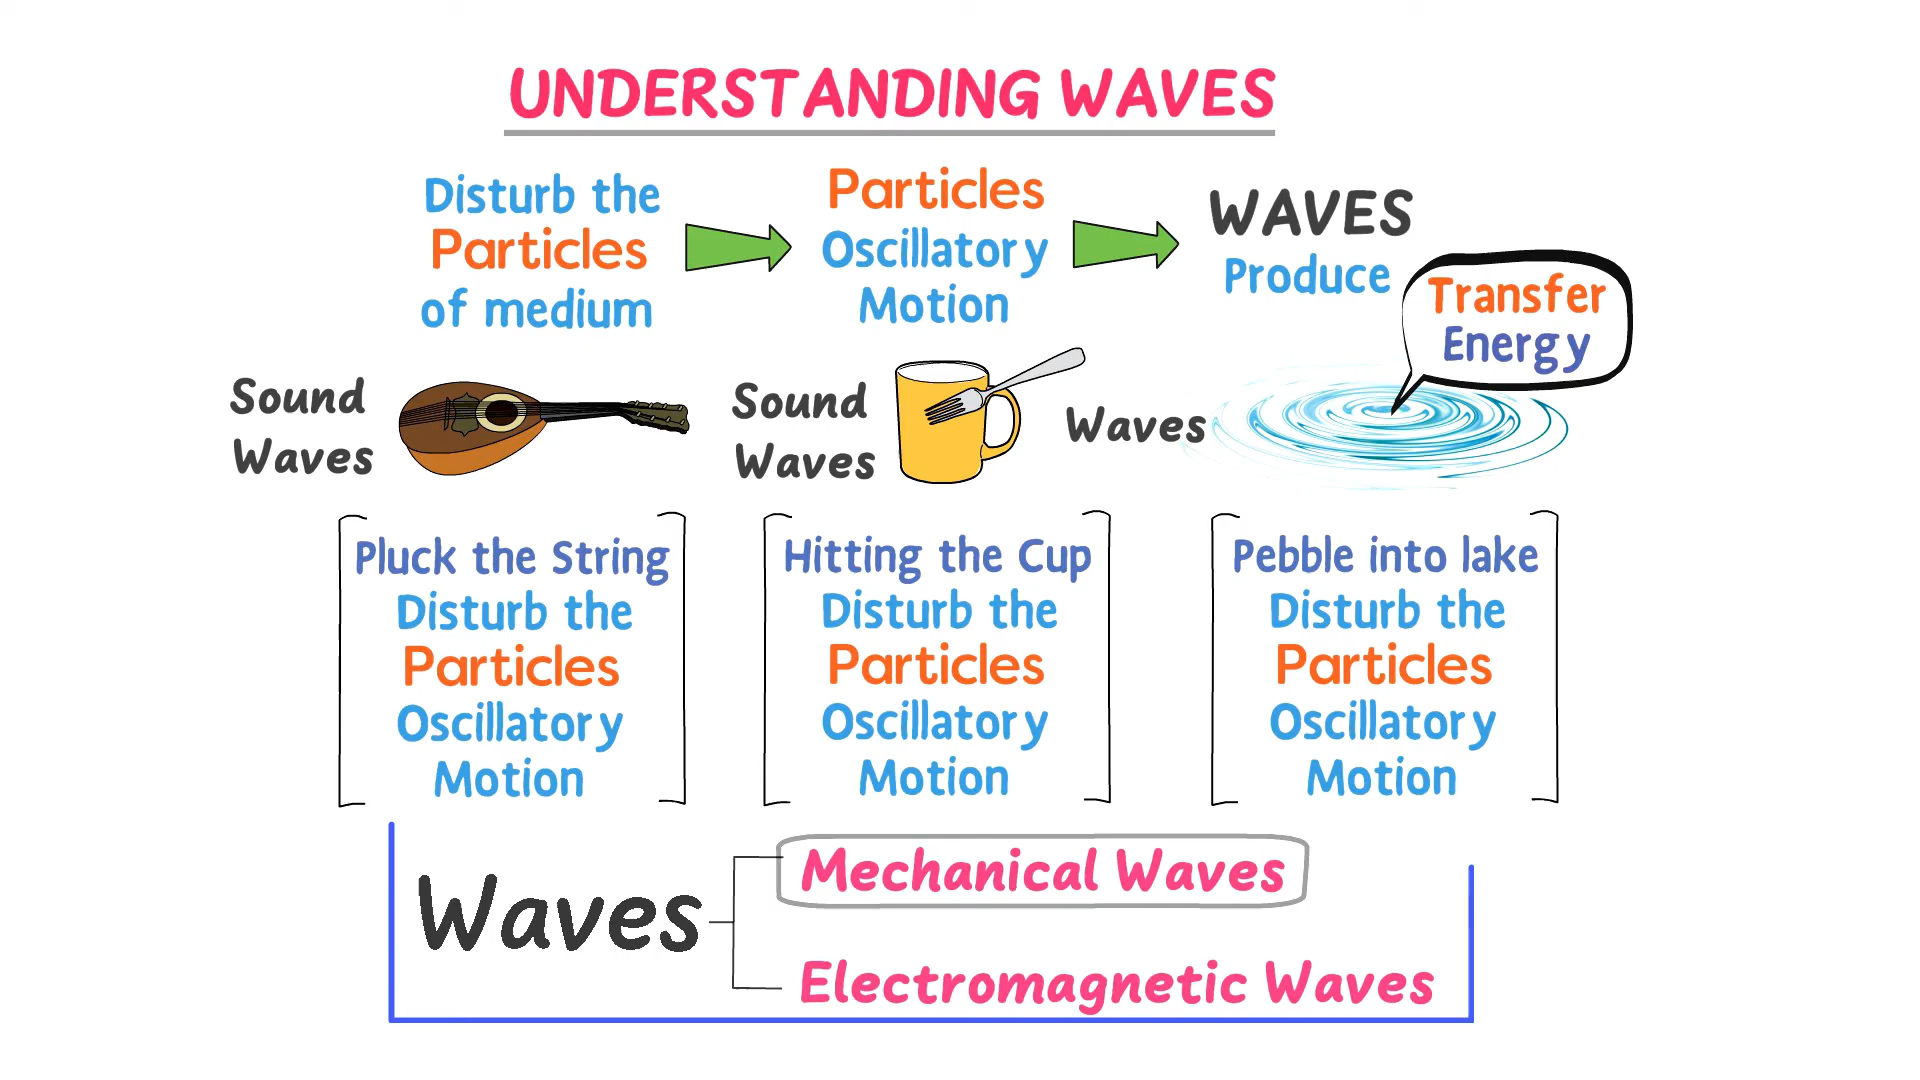 UNDERSTANDING WAVES
Disturb the
Particles
of medium
Particles
Oscillatory
Motion
WAVES
Produce
Transfer
Energy
Sound
Waves
Sound
Waves
Waves
Pluck the String
Disturb the
Particles
Oscillatory
Motion
Hitting the Cup
Disturb the
Particles
Oscillatory
Motion
Pebble into lake
Disturb the
Particles
Oscillatory
Motion
Waves
Mechanical Waves
Electromagnetic Waves